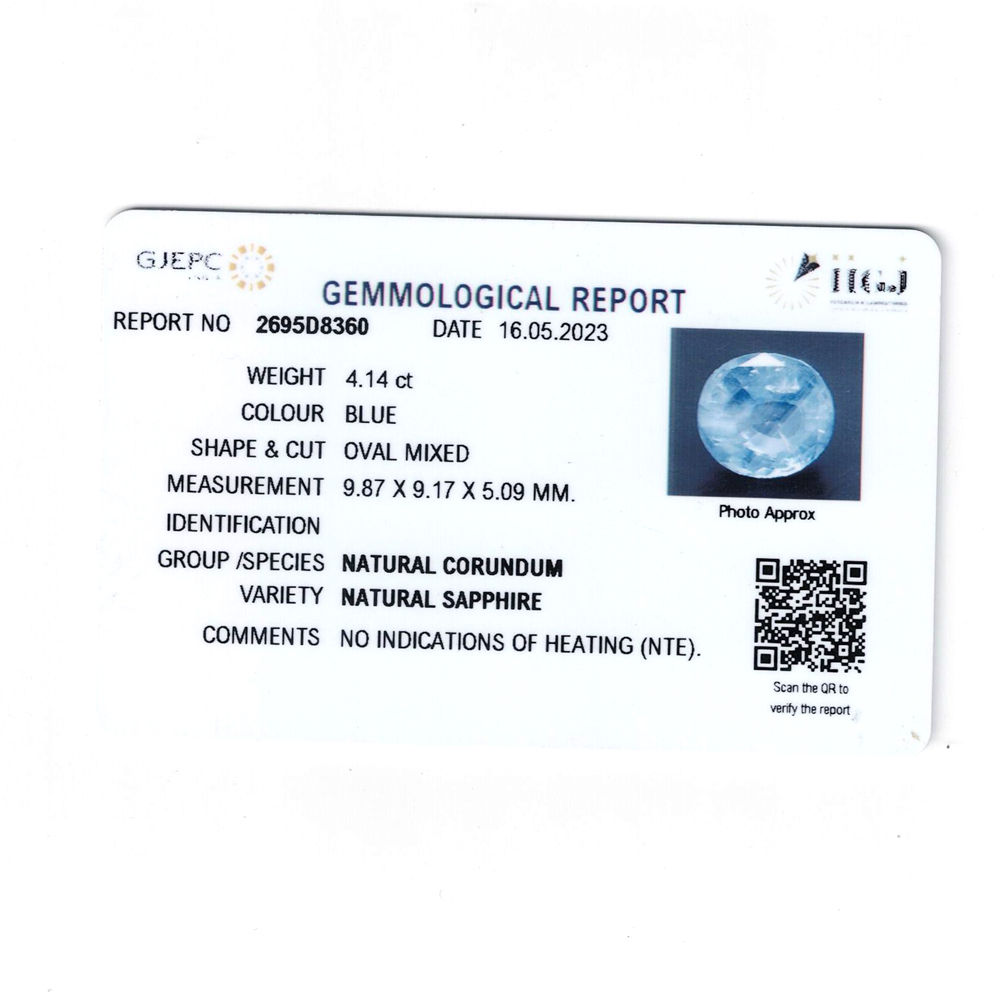 GJEPC
INDIA
IIGJ
GEMMOLOGICAL REPORT
REPORT NO 2695D8360 DATE 16.05.2023
WEIGHT 4.14 ct
COLOUR BLUE
SHAPE & CUT OVAL MIXED
MEASUREMENT 9.87 X 9.17 X 5.09 MM.
IDENTIFICATION
GROUP /SPECIES NATURAL CORUNDUM
VARIETY NATURAL SAPPHIRE
COMMENTS NO INDICATIONS OF HEATING (NTE).
Photo Approx
Scan the QR to
verify the report